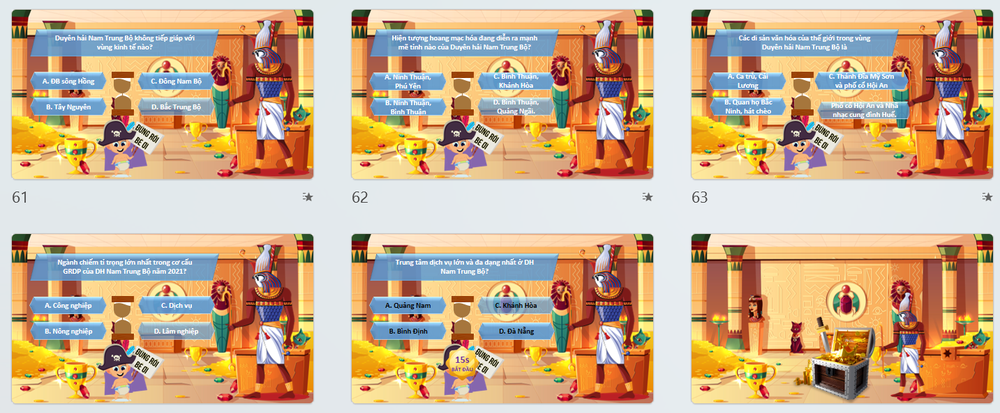 Duyên hải Nam Trung Bộ không tiếp giáp với
vùng kinh tế nào?
A. ĐB sông Hồng
C. Đông Nam Bộ
B. Tây Nguyên
D. Bắc Trung Bộ
ĐÚNG RỒI
BÉ ƠI
61
Hiện tượng hoang mạc hóa đang diễn ra mạnh
mẽ tỉnh nào của Duyên hải Nam Trung Bộ?
A. Ninh Thuận,
Phú Yên
C. Bình Thuận,
Khánh Hòa
B. Ninh Thuận,
Bình Thuận
D. Bình Thuận,
Quảng Ngãi.
ĐÚNG RỒI
BÉ ƠI
62
Các di sản văn hóa của thế giới trong vùng
Duyên hải Nam Trung Bộ là
A. Ca trù, Cải
Lương
C. Thánh Địa Mỹ Sơn
và phố cổ Hội An
B. Quan họ Bắc
Ninh, hát chèo
Phố cổ Hội An và Nhã
nhạc cung đình Huế.
ĐÚNG RỒI
BÉ ƠI
63
Ngành chiếm tỉ trọng lớn nhất trong cơ cấu
GRDP của DH Nam Trung Bộ năm 2021?
A. Công nghiệp
C. Dịch vụ
B. Nông nghiệp
D. Lâm nghiệp
ĐÚNG RỒI
BÉ ƠI
Trung tâm dịch vụ lớn và đa dạng nhất ở DH
Nam Trung Bộ?
A. Quảng Nam
C. Khánh Hòa
B. Bình Định
D. Đà Nẵng
15s
BẮT ĐẦU